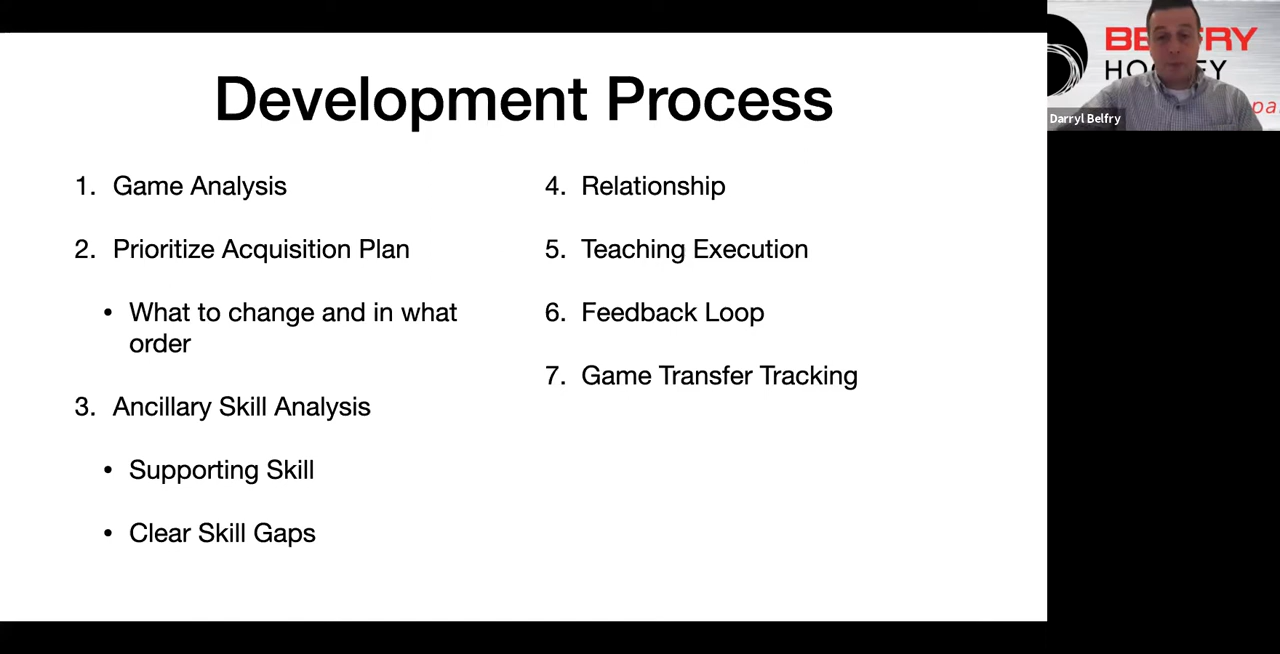 Development Process
1. Game Analysis
2. Prioritize Acquisition Plan
• What to change and in what
order
3. Ancillary Skill Analysis
• Supporting Skill
• Clear Skill Gaps
4. Relationship
5. Teaching Execution
6. Feedback Loop
7. Game Transfer Tracking
Darryl Belfry